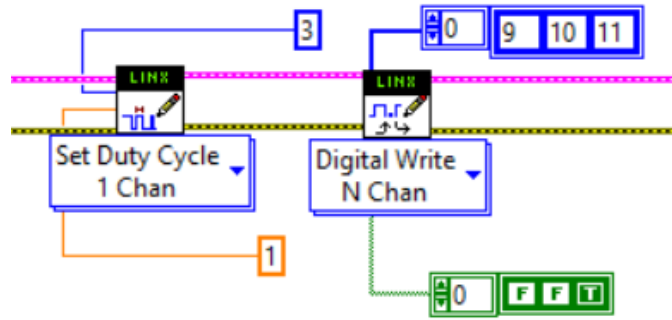 3
0 9 10 11
LINX
LINX
Set Duty Cycle
1 Chan
Digital Write
N Chan
1
0 F F T